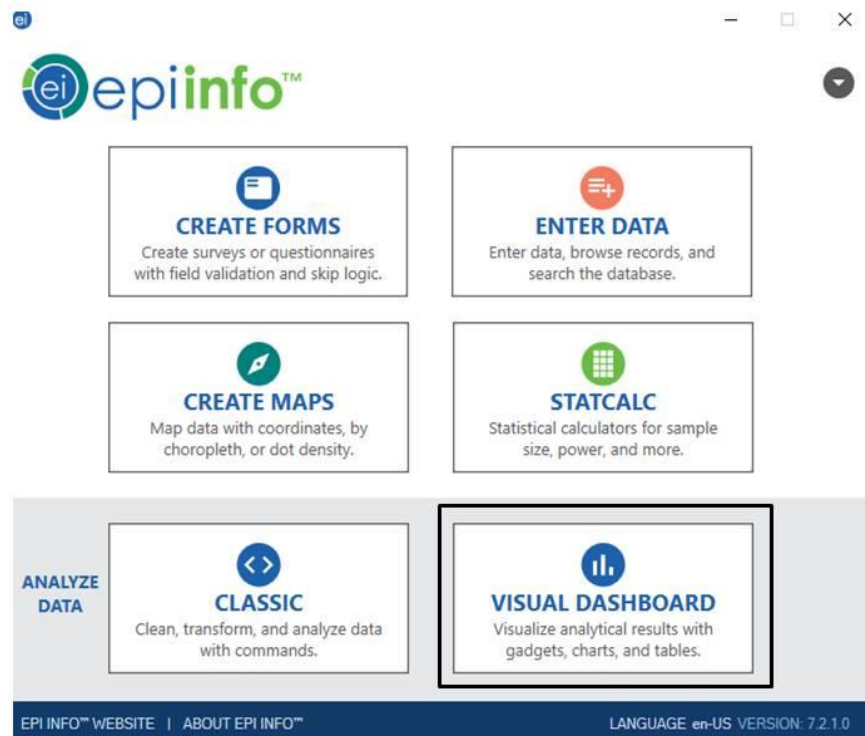 ei
ei epiinfo™
CREATE FORMS
Create surveys or questionnaires
with field validation and skip logic.
ENTER DATA
Enter data, browse records, and
search the database.
CREATE MAPS
Map data with coordinates, by
choropleth, or dot density.
STATCALC
Statistical calculators for sample
size, power, and more.
ANALYZE
DATA
CLASSIC
Clean, transform, and analyze data
with commands.
VISUAL DASHBOARD
Visualize analytical results with
gadgets, charts, and tables.
EPI INFO™ WEBSITE | ABOUT EPI INFO™ LANGUAGE en-US VERSION: 7.2.1.0